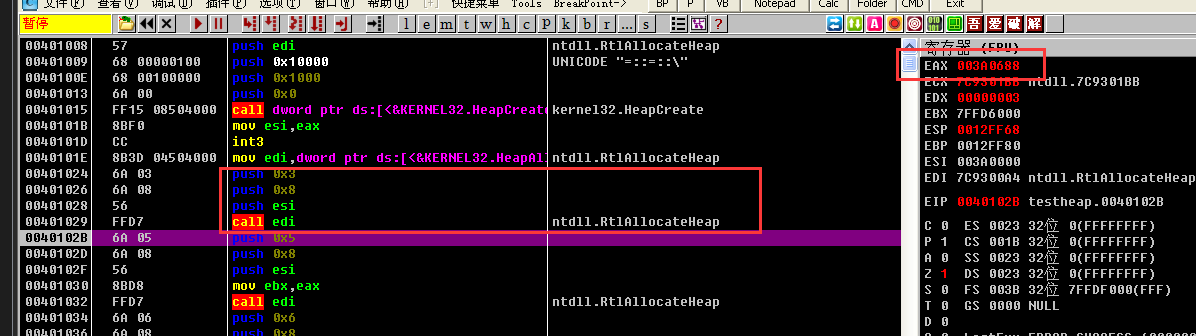 文件(F) 查看(V) 调试(D) 插件(P) 选项(T) 窗口(W) 帮助(H) [+] 快捷菜单 Tools BreakPoint-> BP P VB Notepad Calc Folder CMD Exit
暂停 l e m t w h c p k b r ... s ? 吾 爱 破 解
00401008 57 push edi ntdll.RtlAllocateHeap
00401009 68 00000100 push 0x10000 UNICODE "=::=::\"
0040100E 68 00100000 push 0x1000
00401013 6A 00 push 0x0
00401015 FF15 08504000 call dword ptr ds:[<&KERNEL32.HeapCreate kernel32.HeapCreate
0040101B 8BF0 mov esi,eax
0040101D CC int3
0040101E 8B3D 04504000 mov edi,dword ptr ds:[<&KERNEL32.HeapAl ntdll.RtlAllocateHeap
00401024 6A 03 push 0x3
00401026 6A 08 push 0x8
00401028 56 push esi
00401029 FFD7 call edi ntdll.RtlAllocateHeap
0040102B 6A 05 push 0x5
0040102D 6A 08 push 0x8
0040102F 56 push esi
00401030 8BD8 mov ebx,eax
00401032 FFD7 call edi ntdll.RtlAllocateHeap
00401034 6A 06 push 0x6
00401036 6A 08 push 0x8
寄存器 (FPU)
EAX 003A0688
ECX 7C9301BB ntdll.7C9301BB
EDX 00000003
EBX 7FFD6000
ESP 0012FF68
EBP 0012FF80
ESI 003A0000
EDI 7C9300A4 ntdll.RtlAllocateHeap
EIP 0040102B testheap.0040102B
C 0 ES 0023 32位 0(FFFFFFFF)
P 1 CS 001B 32位 0(FFFFFFFF)
A 0 SS 0023 32位 0(FFFFFFFF)
Z 1 DS 0023 32位 0(FFFFFFFF)
S 0 FS 003B 32位 7FFDF000(FFF)
T 0 GS 0000 NULL
D 0